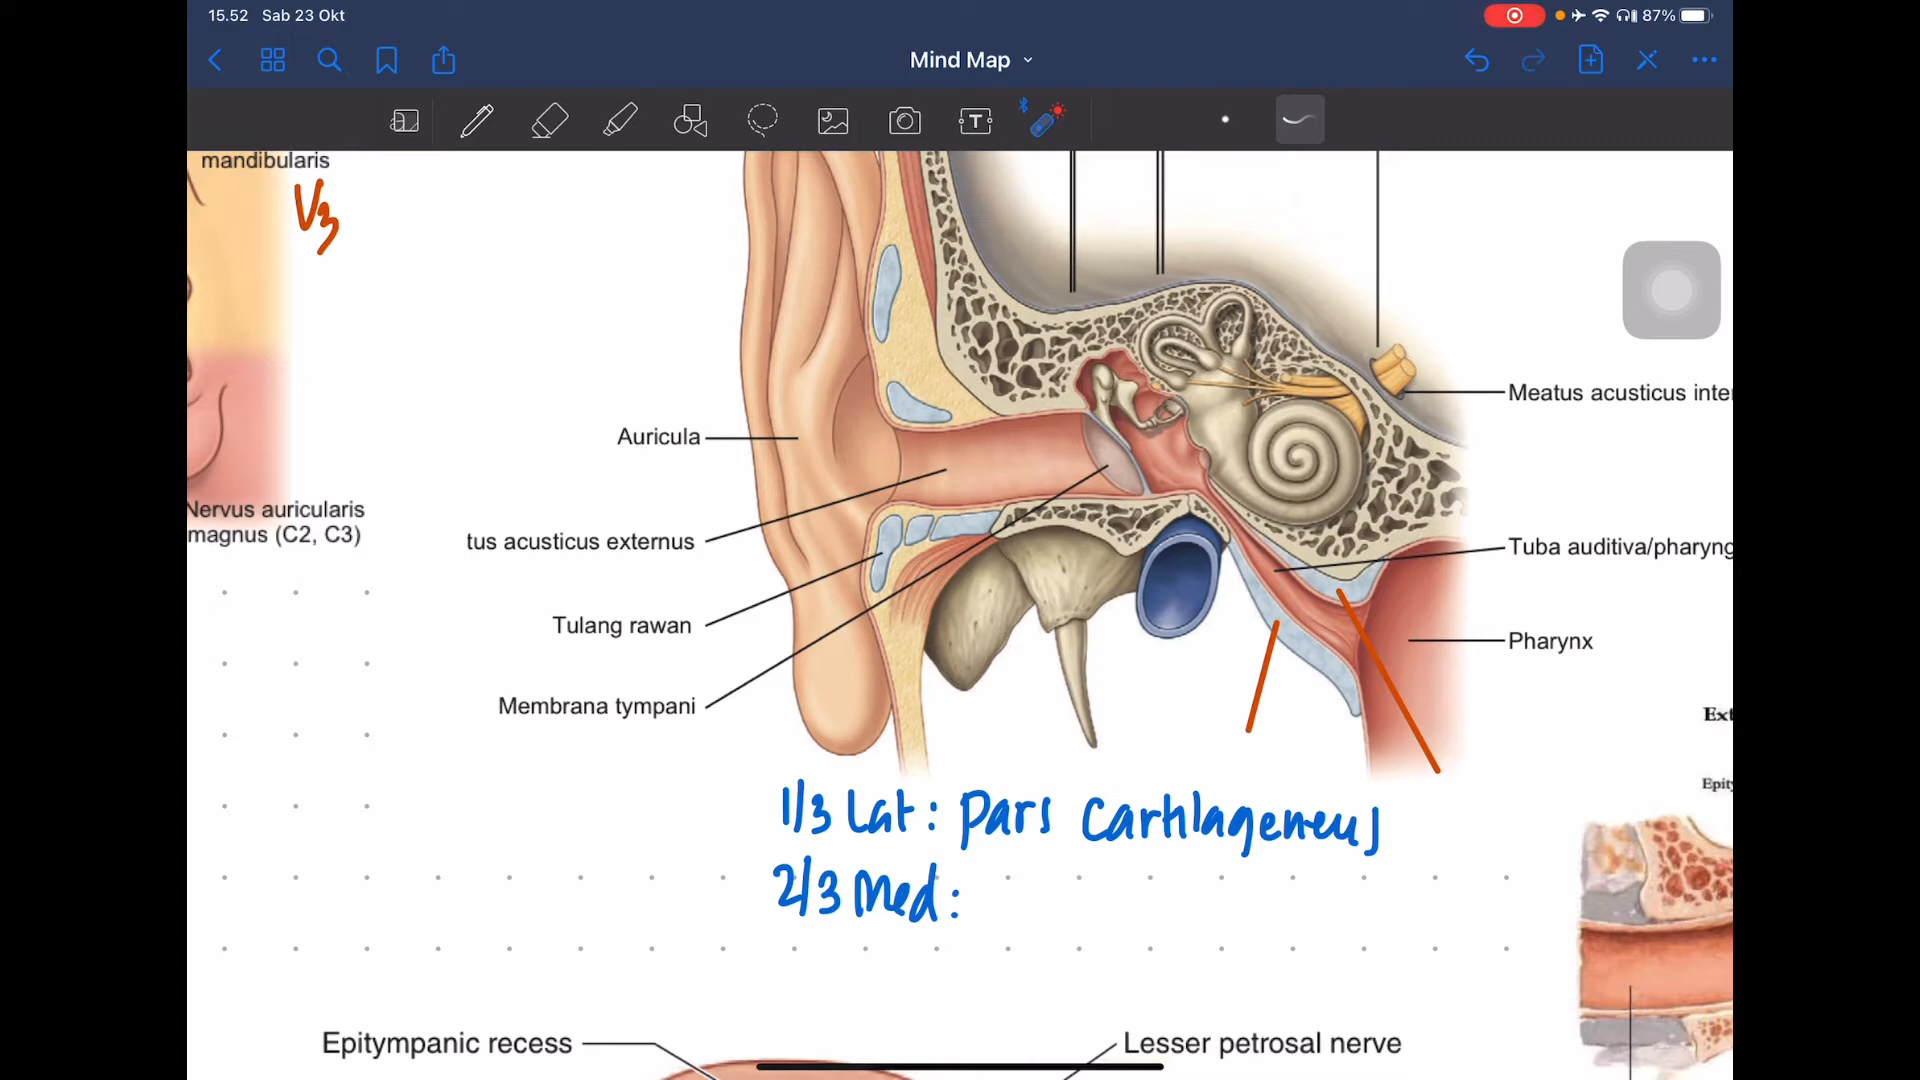 15.52 Sab 23 Okt
87%
Mind Map
T
mandibularis
V3
Meatus acusticus inte
Auricula
Nervus auricularis
magnus (C2, C3)
tus acusticus externus
Tuba auditiva/pharyng
Tulang rawan
Pharynx
Membrana tympani
Ext
Epit
1/3 Lat: pars cartilageneus
2/3 Med:
Epitympanic recess
Lesser petrosal nerve